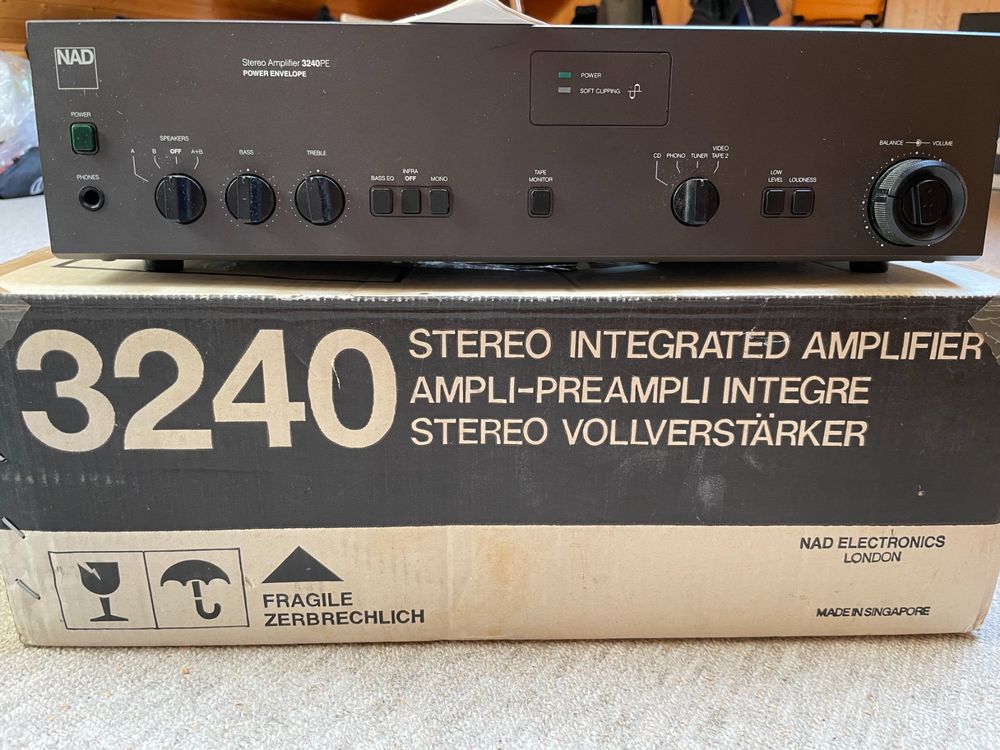 NAD
Stereo Amplifier 3240PE
POWER ENVELOPE
POWER
SOFT CLIPPING
POWER
SPEAKERS
A B OFF A+B
PHONES
BASS
TREBLE
BASS EQ
INFRA
OFF
MONO
TAPE
MONITOR
CD PHONO TUNER VIDEO
TAPE 2
LOW
LEVEL
LOUDNESS
BALANCE VOLUME
3240
STEREO INTEGRATED AMPLIFIER
AMPLI-PREAMPLI INTEGRE
STEREO VOLLVERSTÄRKER
NAD ELECTRONICS
LONDON
FRAGILE
ZERBRECHLICH
MADE IN SINGAPORE